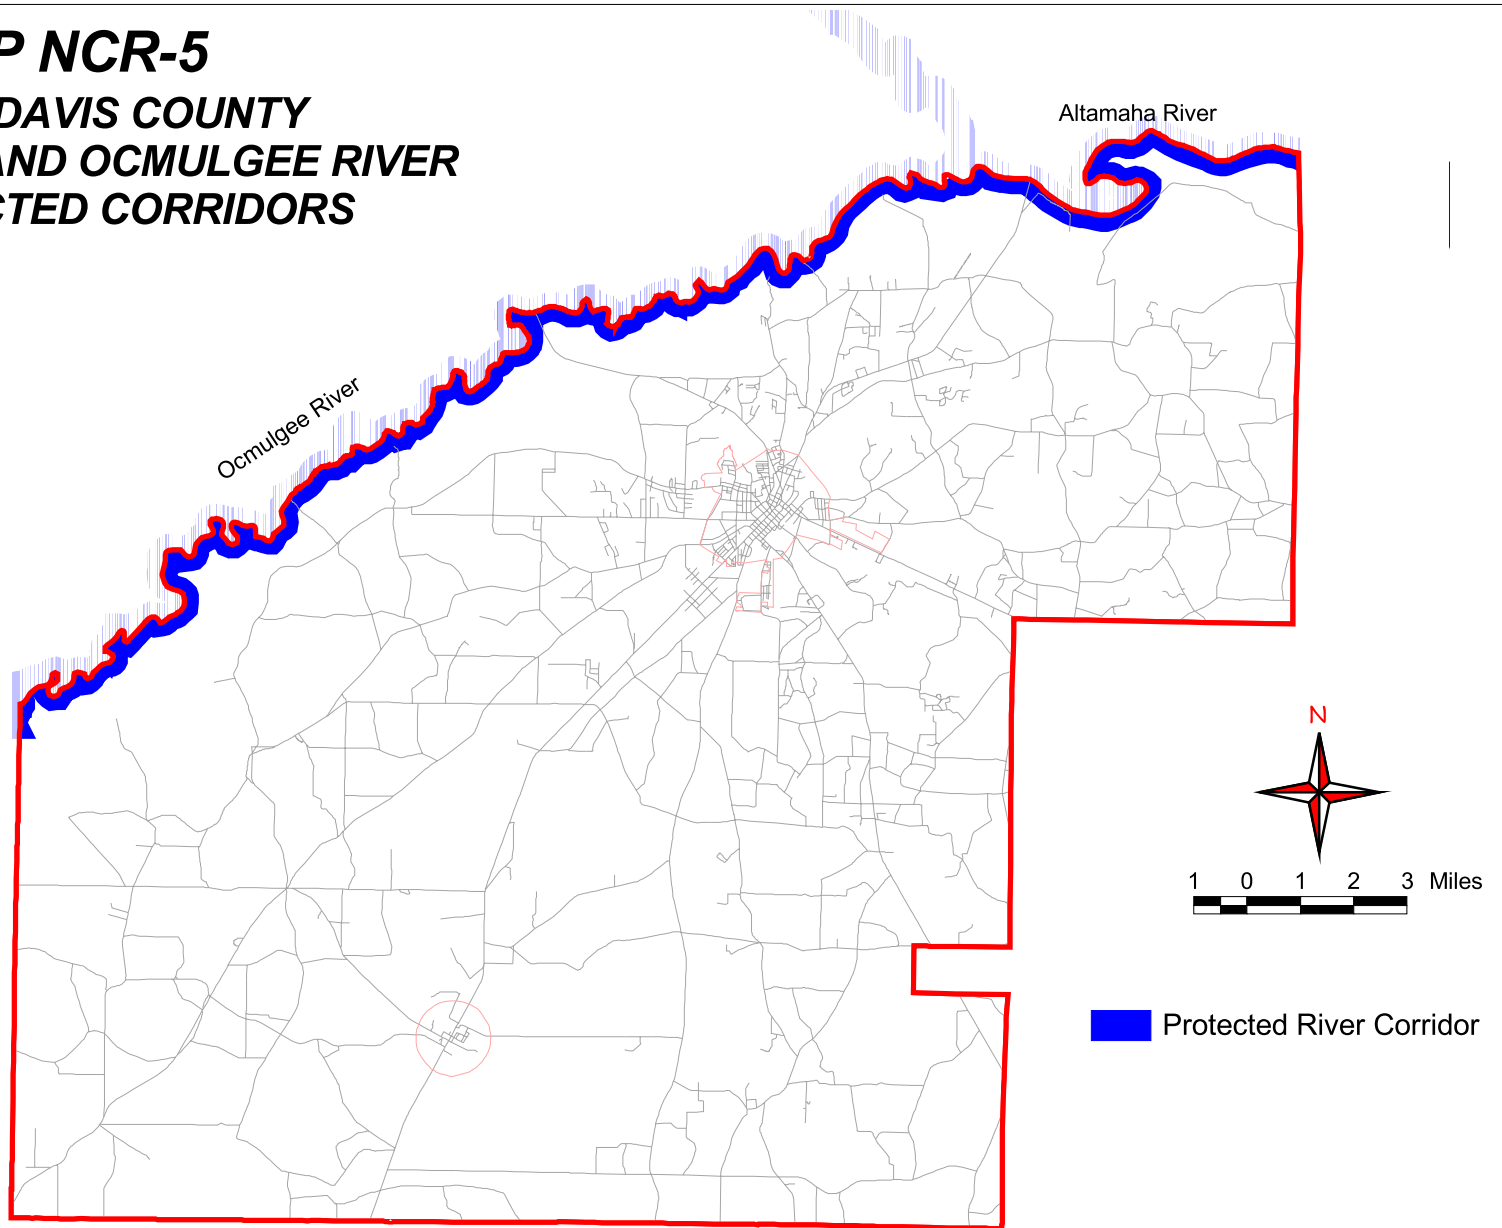 P NCR-5
DAVIS COUNTY
AND OCMULGEE RIVER
CTED CORRIDORS
Altamaha River
Ocmulgee River
N
1 0 1 2 3 Miles
Protected River Corridor